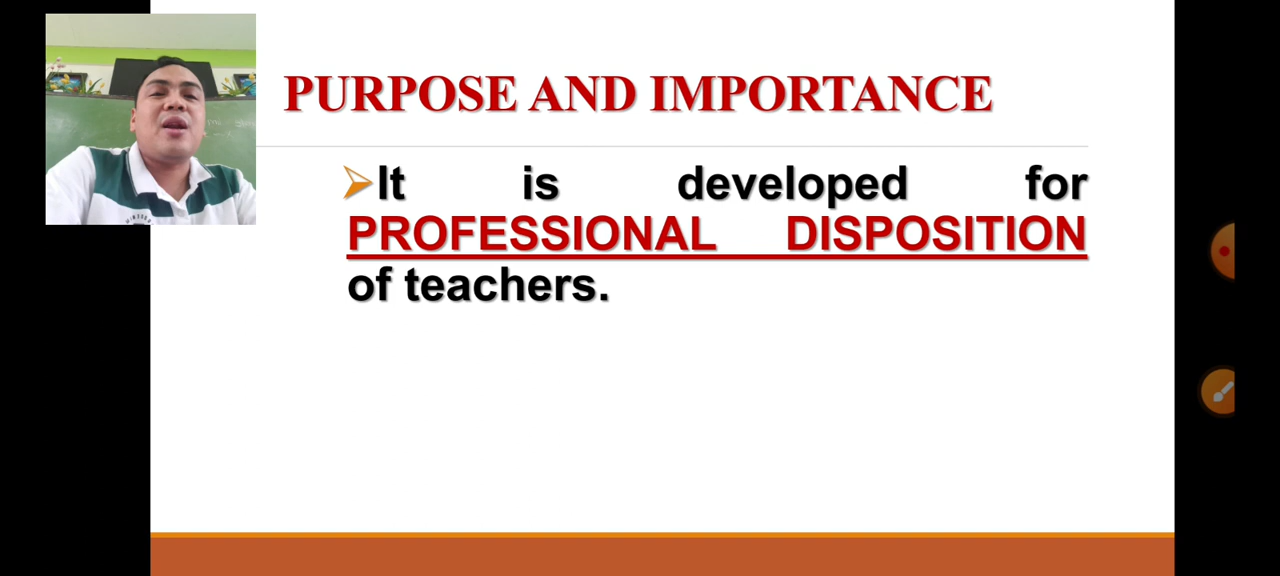 PURPOSE AND IMPORTANCE
It is developed for
PROFESSIONAL DISPOSITION
of teachers.